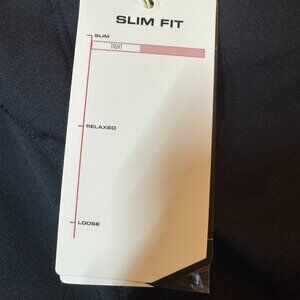 SLIM FIT
SLIM
TIGHT
RELAXED
LOOSE